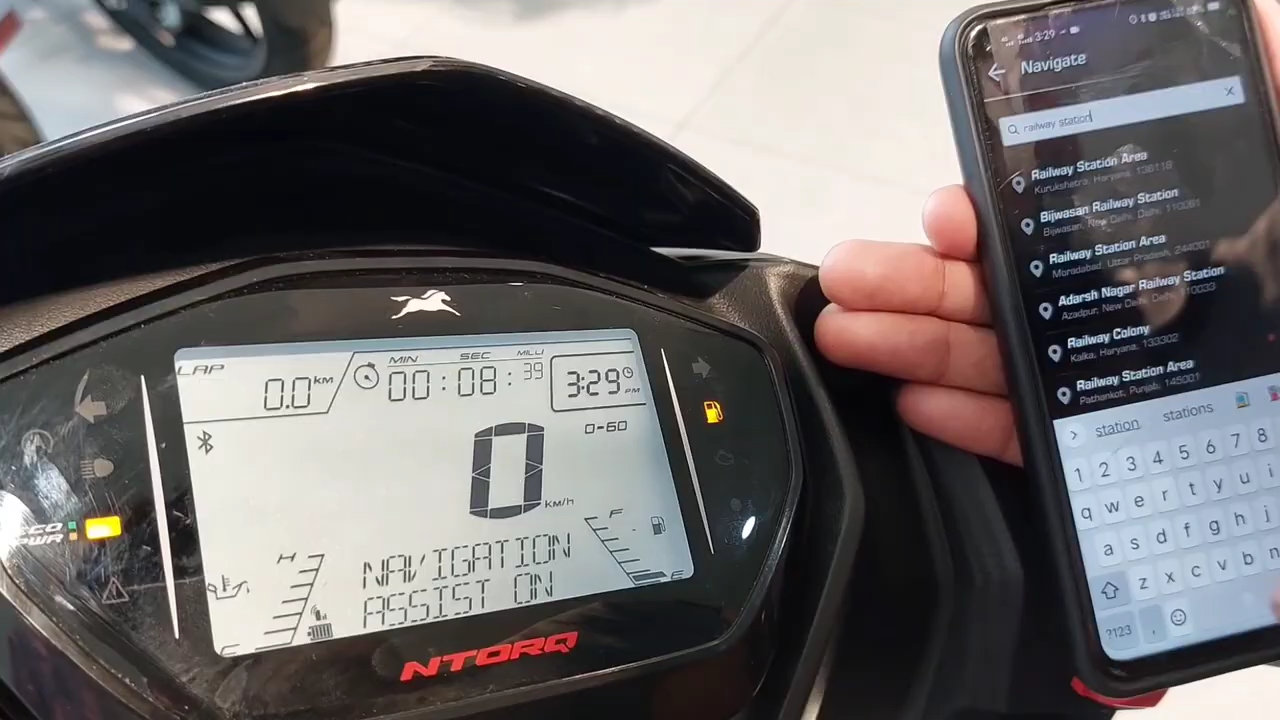 3:29
Navigate
railway station
Railway Station Area
Kurukshetra, Haryana, 136118
Bijwasan Railway Station
Bijwasan, New Delhi, Delhi, 110061
Railway Station Area
Moradabad, Uttar Pradesh, 244001
Adarsh Nagar Railway Station
Azadpur, New Delhi, Delhi, 110033
Railway Colony
Kalka, Haryana, 133302
Railway Station Area
Pathankot, Punjab, 145001
station stations
1 2 3 4 5 6 7 8
q w e r t y u i
a s d f g h j
z x c v b n
?123 ,
LAP 0.0 KM
MIN SEC MILLI
00:08:39
3:29 PM
0-60
0 km/h
NAVIGATION
ASSIST ON
H
C
F
E
ECO
PWR
NTORQ